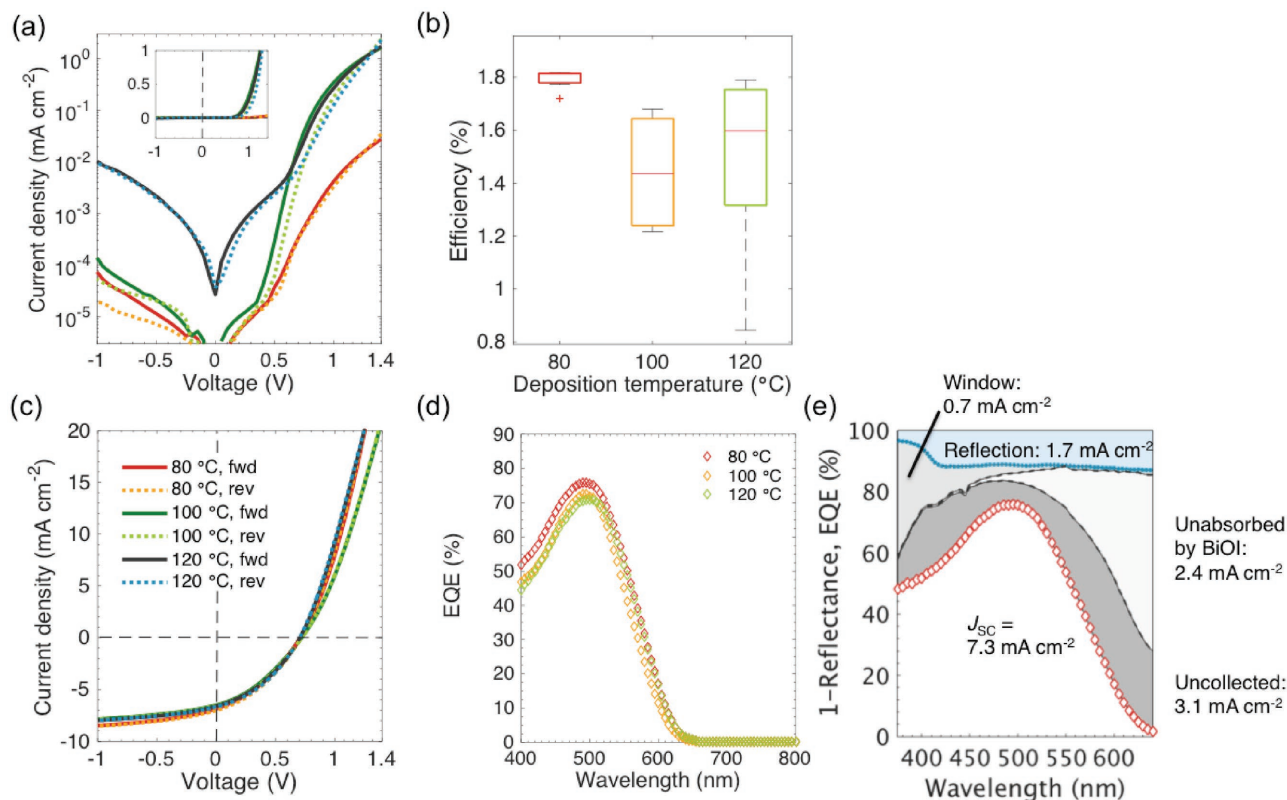 (a)
Current density (mA cm⁻²)
10⁰
10⁻¹
10⁻²
10⁻³
10⁻⁴
10⁻⁵
1
0.5
0
-1 0 1
-1 -0.5 0 0.5 1 1.4
Voltage (V)
(b)
Efficiency (%)
1.8
1.6
1.4
1.2
1
0.8
80 100 120
Deposition temperature (°C)
(c)
Current density (mA cm⁻²)
20
15
10
5
0
-5
-10
80 °C, fwd
80 °C, rev
100 °C, fwd
100 °C, rev
120 °C, fwd
120 °C, rev
-1 -0.5 0 0.5 1 1.4
Voltage (V)
(d)
EQE (%)
90
80
70
60
50
40
30
20
10
0
80 °C
100 °C
120 °C
400 500 600 700 800
Wavelength (nm)
(e)
Window:
0.7 mA cm⁻²
Reflection: 1.7 mA cm⁻²
1−Reflectance, EQE (%)
100
80
60
40
20
0
J_SC =
7.3 mA cm⁻²
Unabsorbed
by BiOI:
2.4 mA cm⁻²
Uncollected:
3.1 mA cm⁻²
400 450 500 550 600
Wavelength (nm)